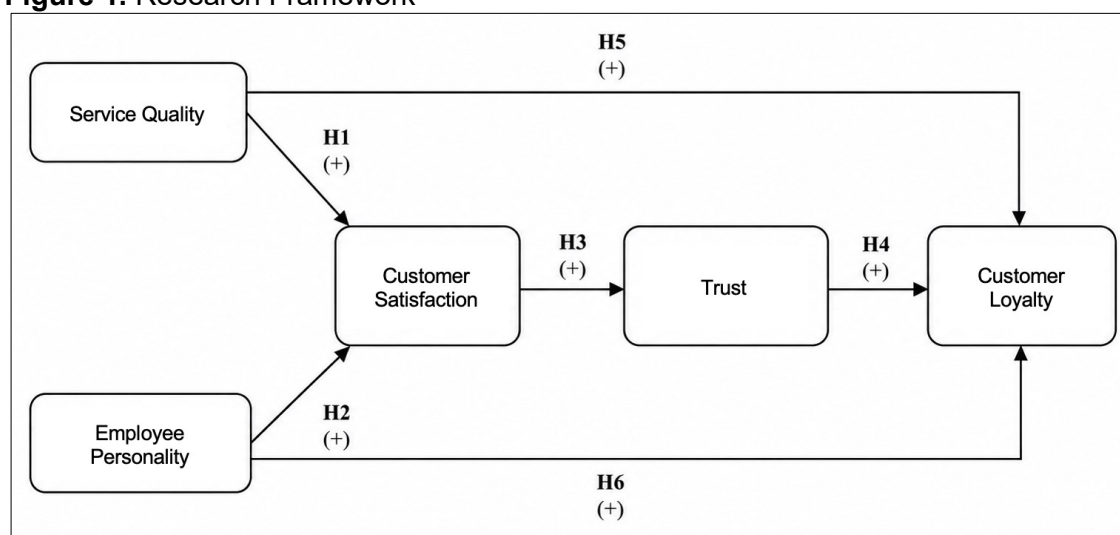 Figure 1. Research Framework
H5
(+)
Service Quality
H1
(+)
H3
(+)
H4
(+)
Customer
Satisfaction
Trust
Customer
Loyalty
Employee
Personality
H2
(+)
H6
(+)